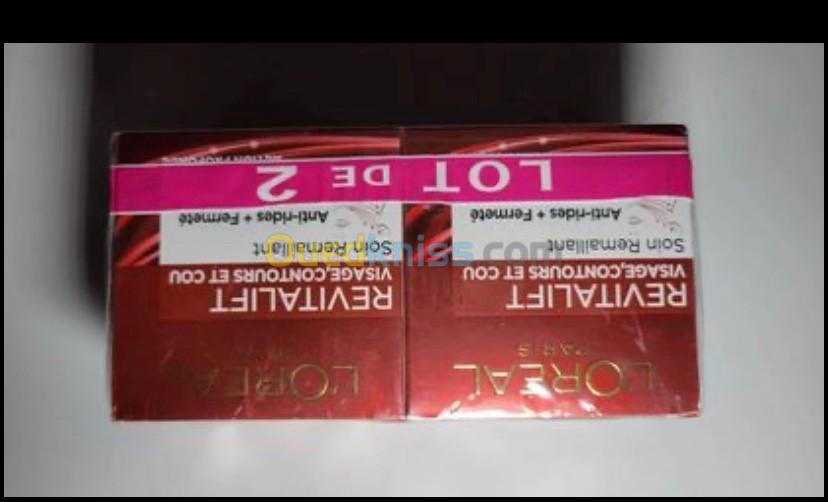 L'ORÉAL
PARIS
REVITALIFT
VISAGE,CONTOURS ET COU
Soin Remaillant
Anti-rides + Fermeté
L'ORÉAL
PARIS
REVITALIFT
VISAGE,CONTOURS ET COU
Soin Remaillant
Anti-rides + Fermeté
LOT DE 2
Ouedkniss.com